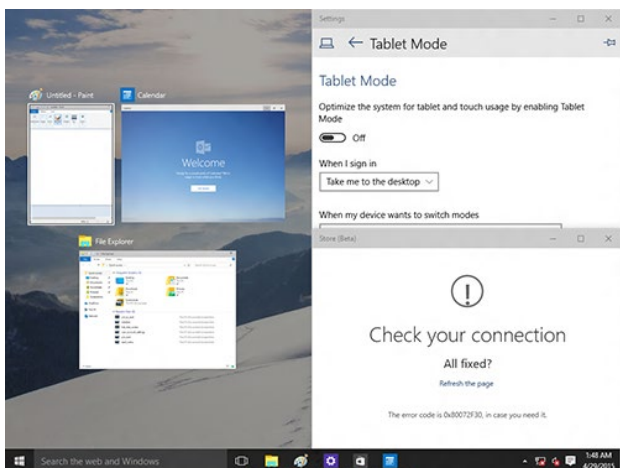 Settings
Tablet Mode
Tablet Mode
Optimize the system for tablet and touch usage by enabling Tablet
Mode
Off
When I sign in
Take me to the desktop
When my device wants to switch modes
Untitled - Paint
Calendar
Welcome
File Explorer
Store (Beta)
Check your connection
All fixed?
Refresh the page
The error code is 0x80072F30, in case you need it.
Search the web and Windows
1:48 AM
4/29/2015